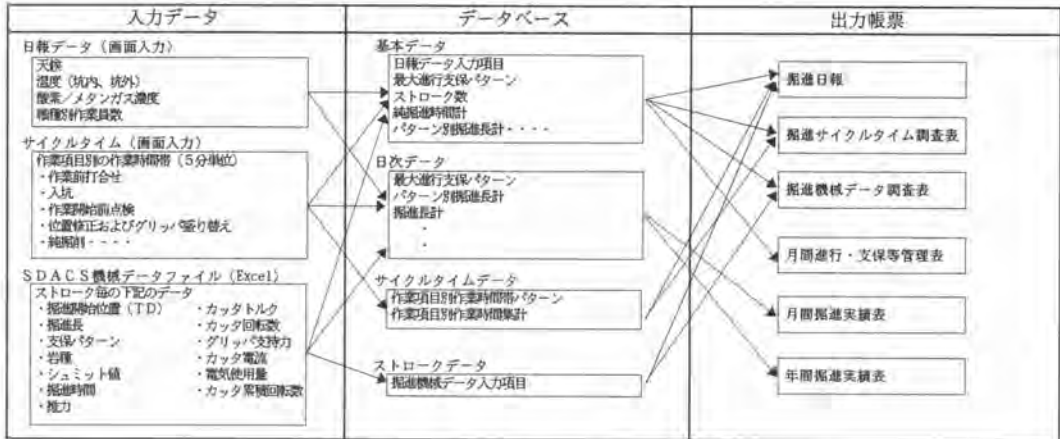 入力データ
日報データ(画面入力)
天候
温度(坑内、坑外)
酸素/メタンガス濃度
職種別作業員数
サイクルタイム(画面入力)
作業項目別の作業時間帯(5分単位)
・作業前打合せ
・入坑
・作業開始前点検
・位置修正およびグリッパ盛り替え
・純掘削・・・・
SDACS機械データファイル(Excel)
ストローク毎の下記のデータ
・掘進開始位置(TD)
・掘進長
・支保パターン
・岩種
・シュミット値
・掘進時間
・推力
・カッタトルク
・カッタ回転数
・グリッパ支持力
・カッタ電流
・電気使用量
・カッタ累積回転数
データベース
基本データ
日報データ入力項目
最大進行支保パターン
ストローク数
純掘進時間計
パターン別掘進長計・・・・
日次データ
最大進行支保パターン
パターン別掘進長計
掘進長計
・
・
サイクルタイムデータ
作業項目別作業時間帯パターン
作業項目別作業時間集計
ストロークデータ
掘進機械データ入力項目
出力帳票
掘進日報
掘進サイクルタイム調査表
掘進機械データ調査表
月間進行・支保等管理表
月間掘進実績表
年間掘進実績表